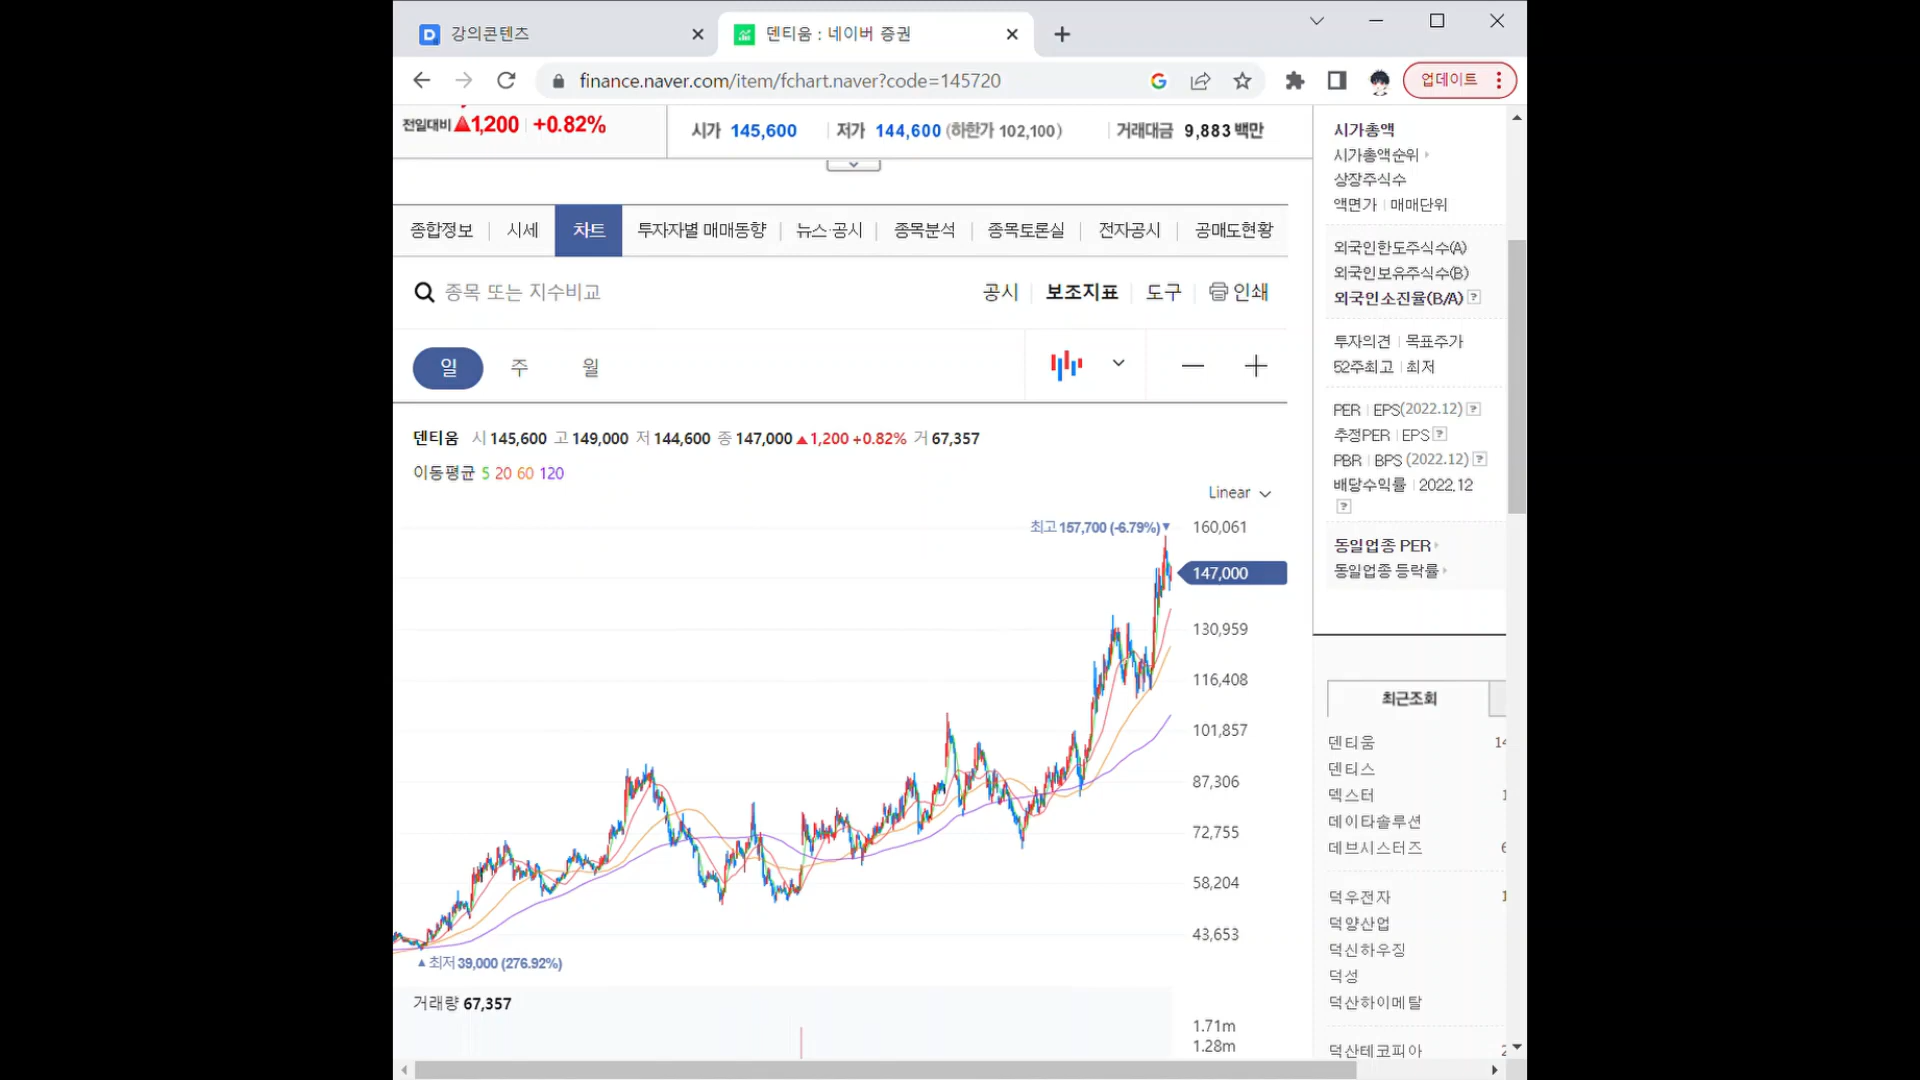 강의콘텐츠
덴티움 : 네이버 증권
finance.naver.com/item/fchart.naver?code=145720
업데이트
전일대비 ▲1,200 +0.82%
시가 145,600 저가 144,600 (하한가 102,100) 거래대금 9,883 백만
종합정보 시세 차트 투자자별 매매동향 뉴스·공시 종목분석 종목토론실 전자공시 공매도현황
종목 또는 지수비교
공시 보조지표 도구 인쇄
일 주 월
덴티움 시 145,600 고 149,000 저 144,600 종 147,000 ▲1,200 +0.82% 거 67,357
이동평균 5 20 60 120
Linear
최고 157,700 (-6.79%)▼
160,061
147,000
130,959
116,408
101,857
87,306
72,755
58,204
43,653
▲최저 39,000 (276.92%)
거래량 67,357
1.71m
1.28m
시가총액
시가총액순위
상장주식수
액면가 | 매매단위
외국인한도주식수(A)
외국인보유주식수(B)
외국인소진율(B/A) ?
투자의견 | 목표주가
52주최고 | 최저
PER | EPS(2022.12) ?
추정PER | EPS ?
PBR | BPS (2022.12) ?
배당수익률 | 2022.12
?
동일업종 PER
동일업종 등락률
최근조회
덴티움 14
덴티스
덱스터 1
데이타솔루션
데브시스터즈 6
덕우전자 1
덕양산업
덕신하우징
덕성
덕산하이메탈
덕산테코피아 2